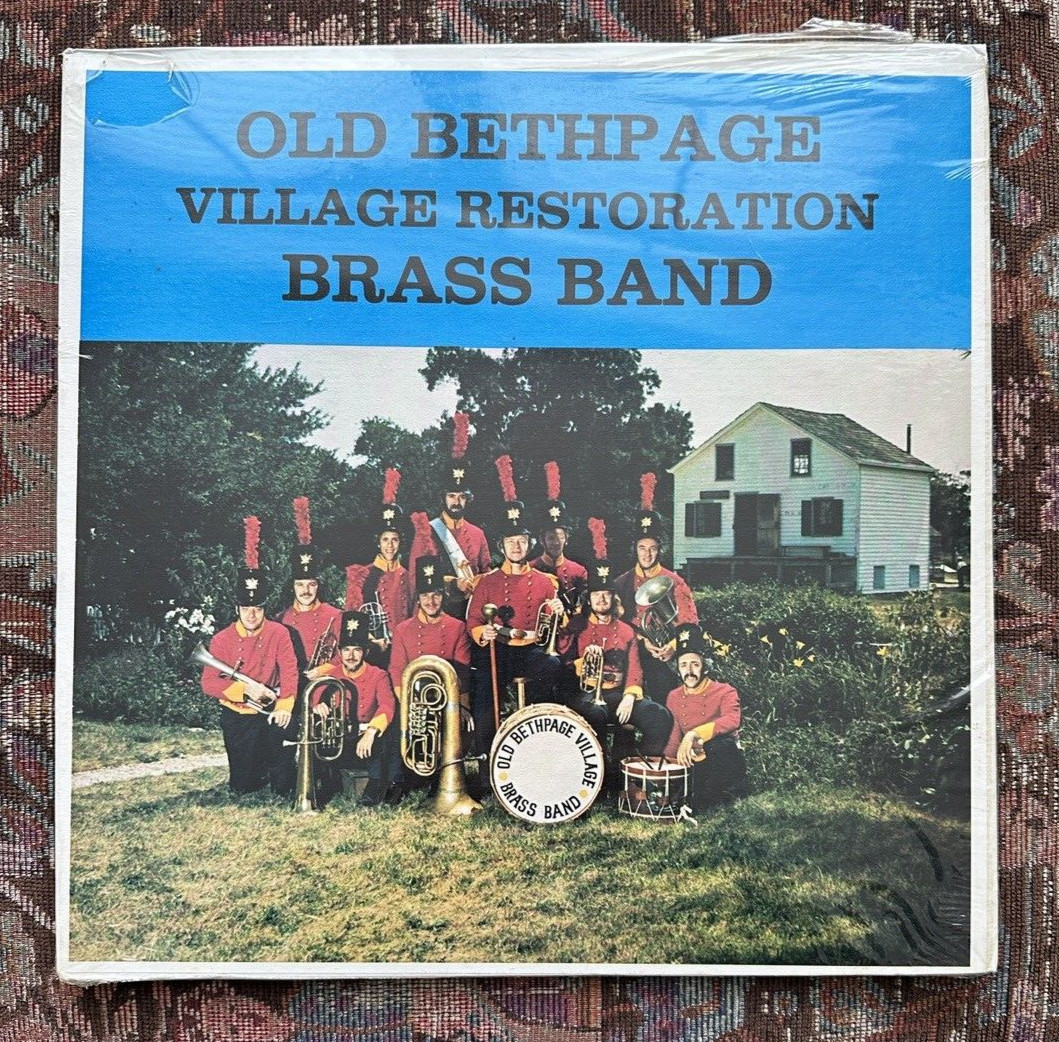 OLD BETHPAGE
VILLAGE RESTORATION
BRASS BAND
OLD BETHPAGE VILLAGE
BRASS BAND